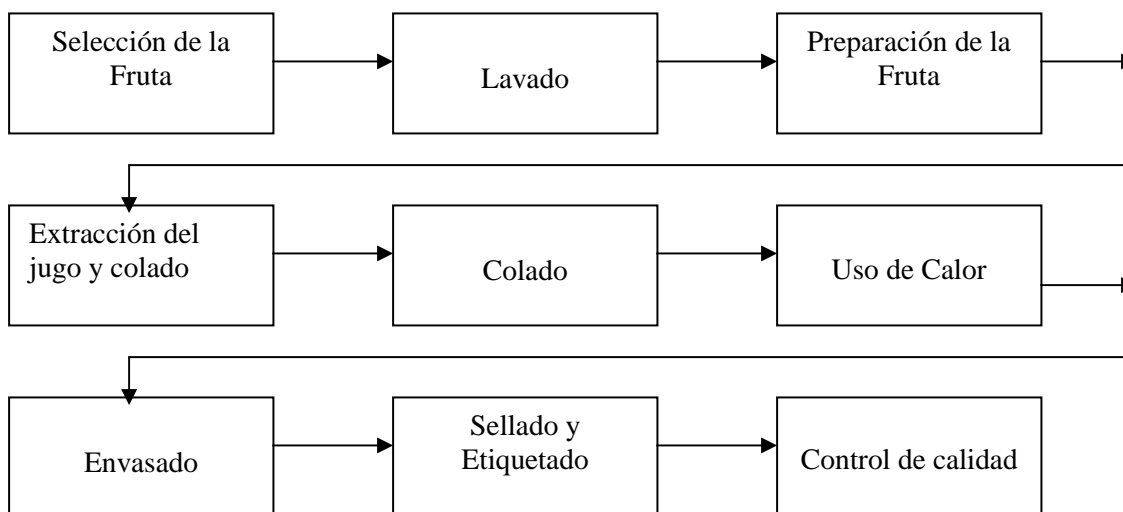 Selección de la
Fruta
Lavado
Preparación de la
Fruta
Extracción del
jugo y colado
Colado
Uso de Calor
Envasado
Sellado y
Etiquetado
Control de calidad